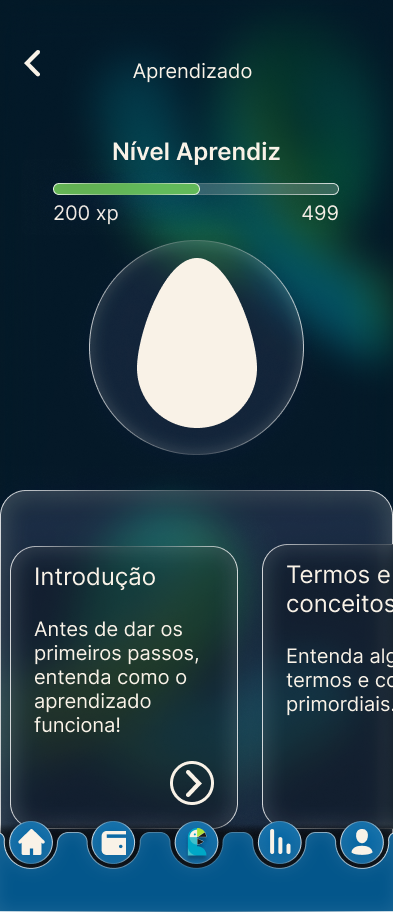 Aprendizado
Nível Aprendiz
200 xp
499
Introdução
Antes de dar os
primeiros passos,
entenda como o
aprendizado
funciona!
Termos e
conceitos
Entenda alg
termos e co
primordiais.